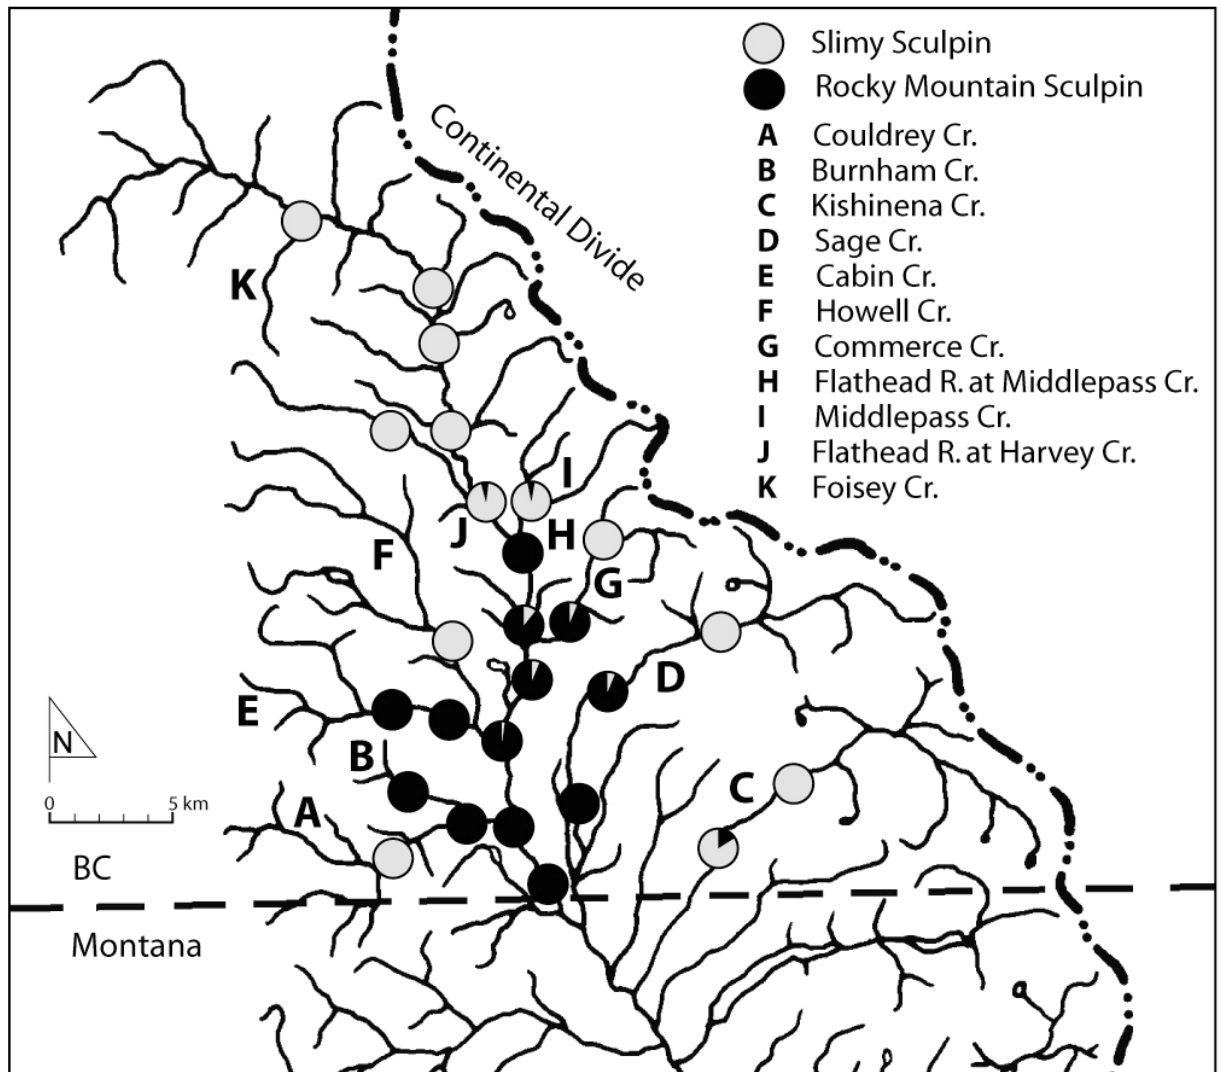 Slimy Sculpin
Rocky Mountain Sculpin
A Couldrey Cr.
B Burnham Cr.
C Kishinena Cr.
D Sage Cr.
E Cabin Cr.
F Howell Cr.
G Commerce Cr.
H Flathead R. at Middlepass Cr.
I Middlepass Cr.
J Flathead R. at Harvey Cr.
K Foisey Cr.
Continental Divide
K
I
J
H
F
G
D
E
B
C
A
N
0 5 km
BC
Montana